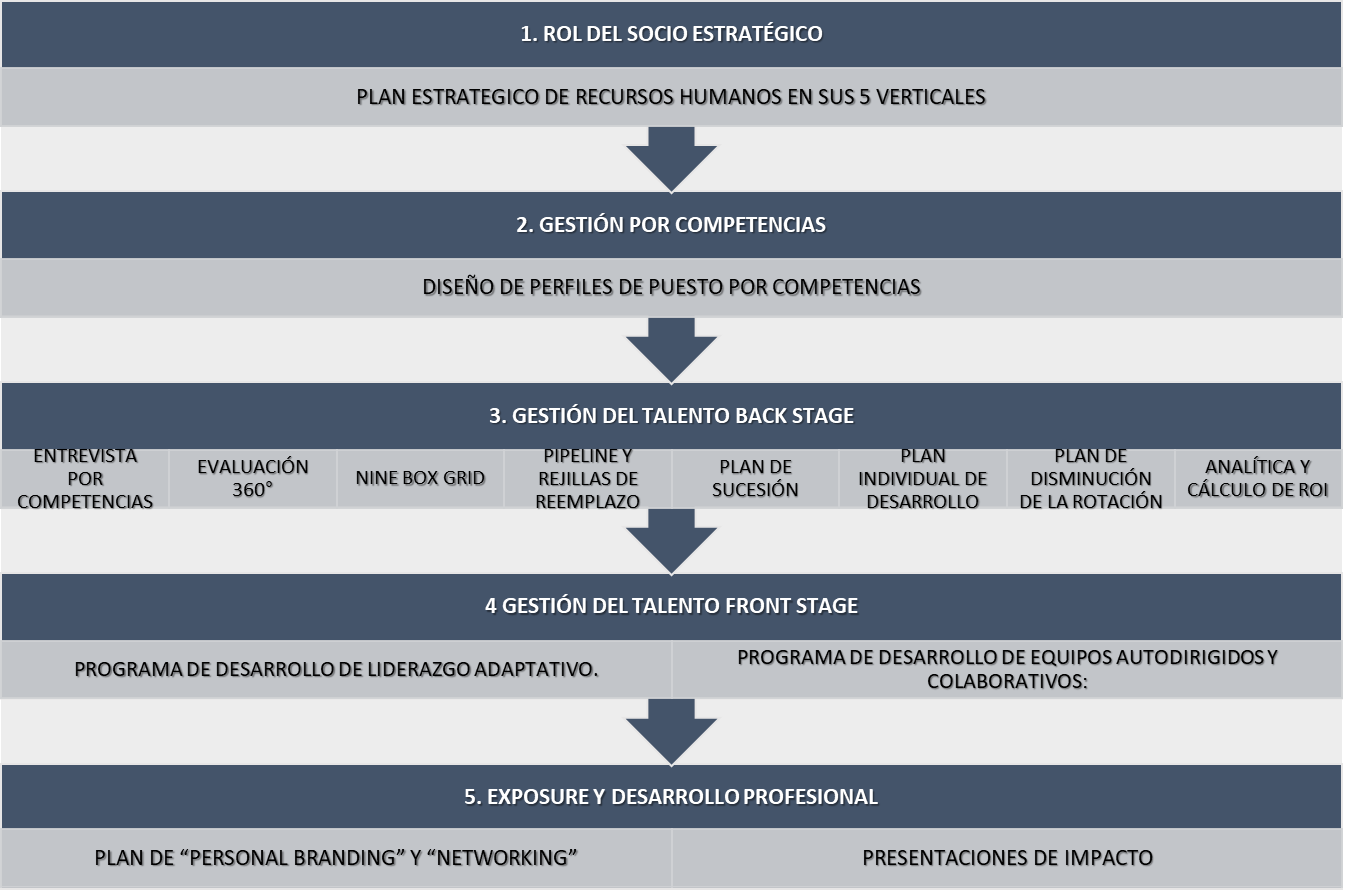 1. ROL DEL SOCIO ESTRATÉGICO
PLAN ESTRATEGICO DE RECURSOS HUMANOS EN SUS 5 VERTICALES
2. GESTIÓN POR COMPETENCIAS
DISEÑO DE PERFILES DE PUESTO POR COMPETENCIAS
3. GESTIÓN DEL TALENTO BACK STAGE
ENTREVISTA
POR
COMPETENCIAS
EVALUACIÓN
360°
NINE BOX GRID
PIPELINE Y
REJILLAS DE
REEMPLAZO
PLAN DE
SUCESIÓN
PLAN
INDIVIDUAL DE
DESARROLLO
PLAN DE
DISMINUCIÓN
DE LA ROTACIÓN
ANALÍTICA Y
CÁLCULO DE ROI
4 GESTIÓN DEL TALENTO FRONT STAGE
PROGRAMA DE DESARROLLO DE LIDERAZGO ADAPTATIVO.
PROGRAMA DE DESARROLLO DE EQUIPOS AUTODIRIGIDOS Y
COLABORATIVOS:
5. EXPOSURE Y DESARROLLO PROFESIONAL
PLAN DE “PERSONAL BRANDING” Y “NETWORKING”
PRESENTACIONES DE IMPACTO